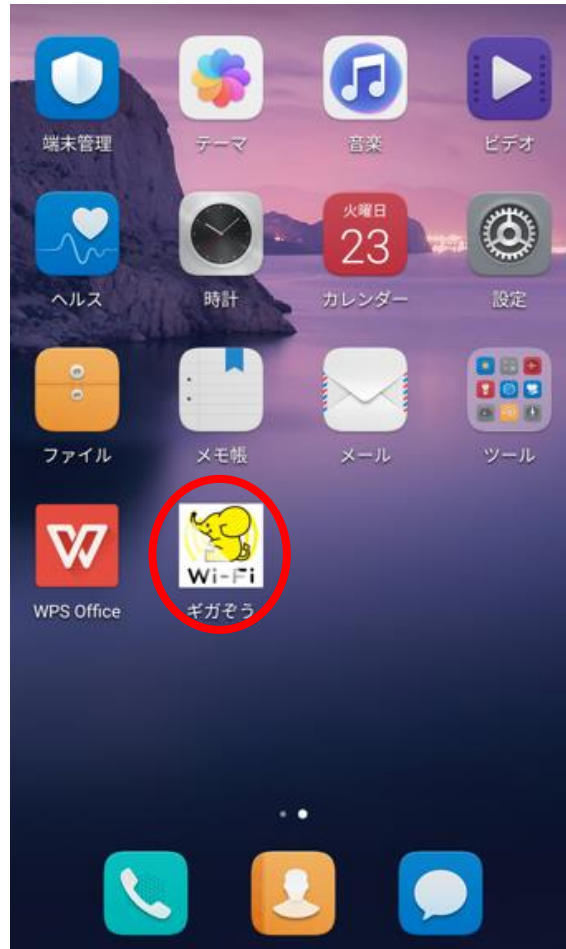 端末管理
テーマ
音楽
ビデオ
火曜日
23
ヘルス
時計
カレンダー
設定
ファイル
メモ帳
メール
ツール
W
Wi-Fi
WPS Office
ギガぞう